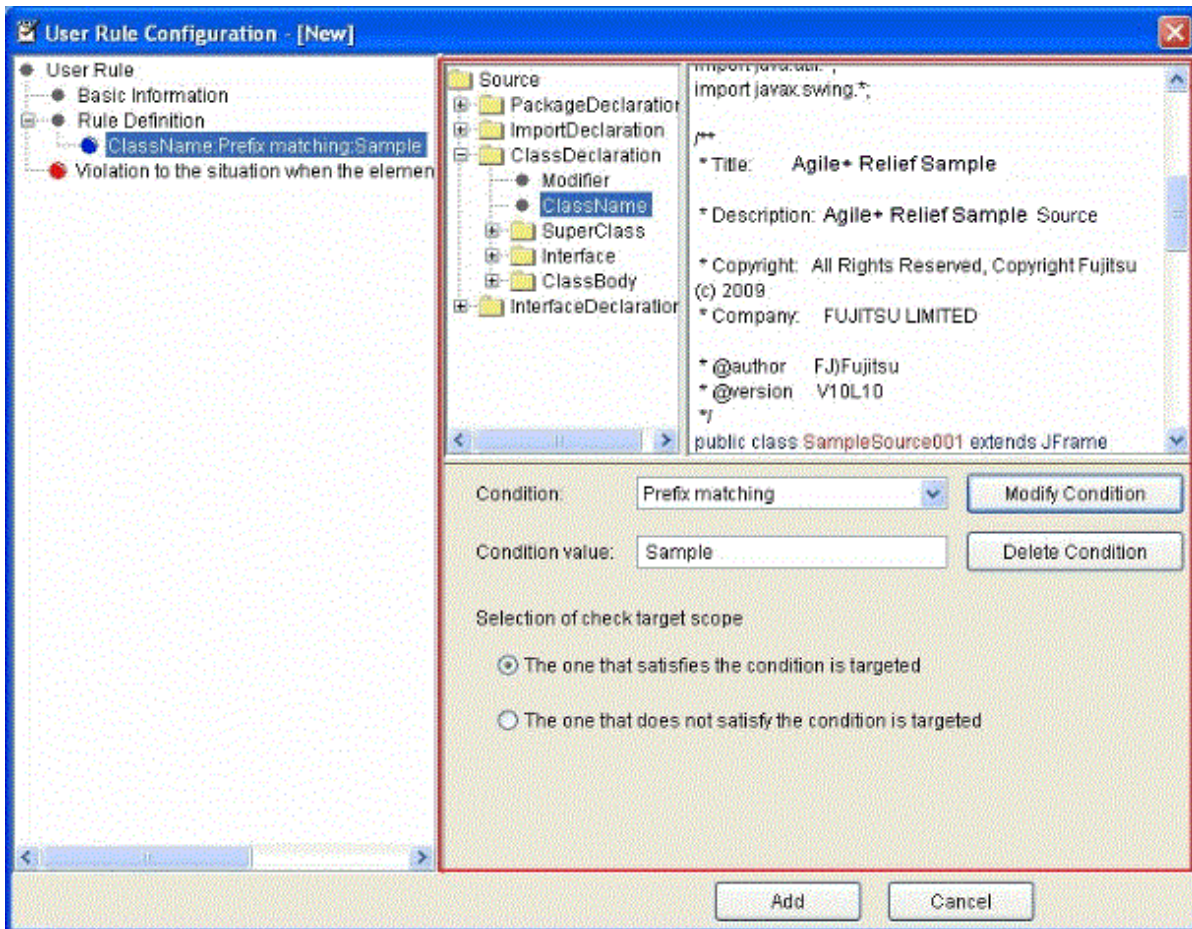 User Rule Configuration - [New]
User Rule
Basic Information
Rule Definition
ClassName:Prefix matching:Sample
Violation to the situation when the elemen
Source
PackageDeclaration
ImportDeclaration
ClassDeclaration
Modifier
ClassName
SuperClass
Interface
ClassBody
InterfaceDeclaration
import java.util.*;
import javax.swing.*;
/**
* Title: Agile+ Relief Sample
* Description: Agile+ Relief Sample Source
* Copyright: All Rights Reserved, Copyright Fujitsu
(c) 2009
* Company: FUJITSU LIMITED
* @author FJ)Fujitsu
* @version V10L10
*/
public class SampleSource001 extends JFrame
Condition: Prefix matching Modify Condition
Condition value: Sample Delete Condition
Selection of check target scope
The one that satisfies the condition is targeted
The one that does not satisfy the condition is targeted
Add Cancel